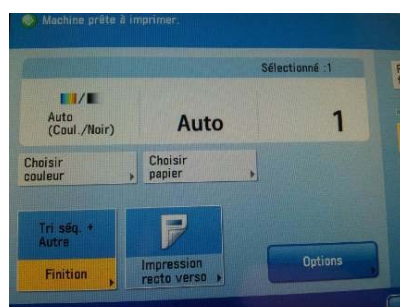 Machine prête à imprimer.
Sélectionné :1
Auto
(Coul./Noir)
Auto
1
Choisir
couleur
Choisir
papier
Tri séq. +
Autre
Finition
Impression
recto verso
Options